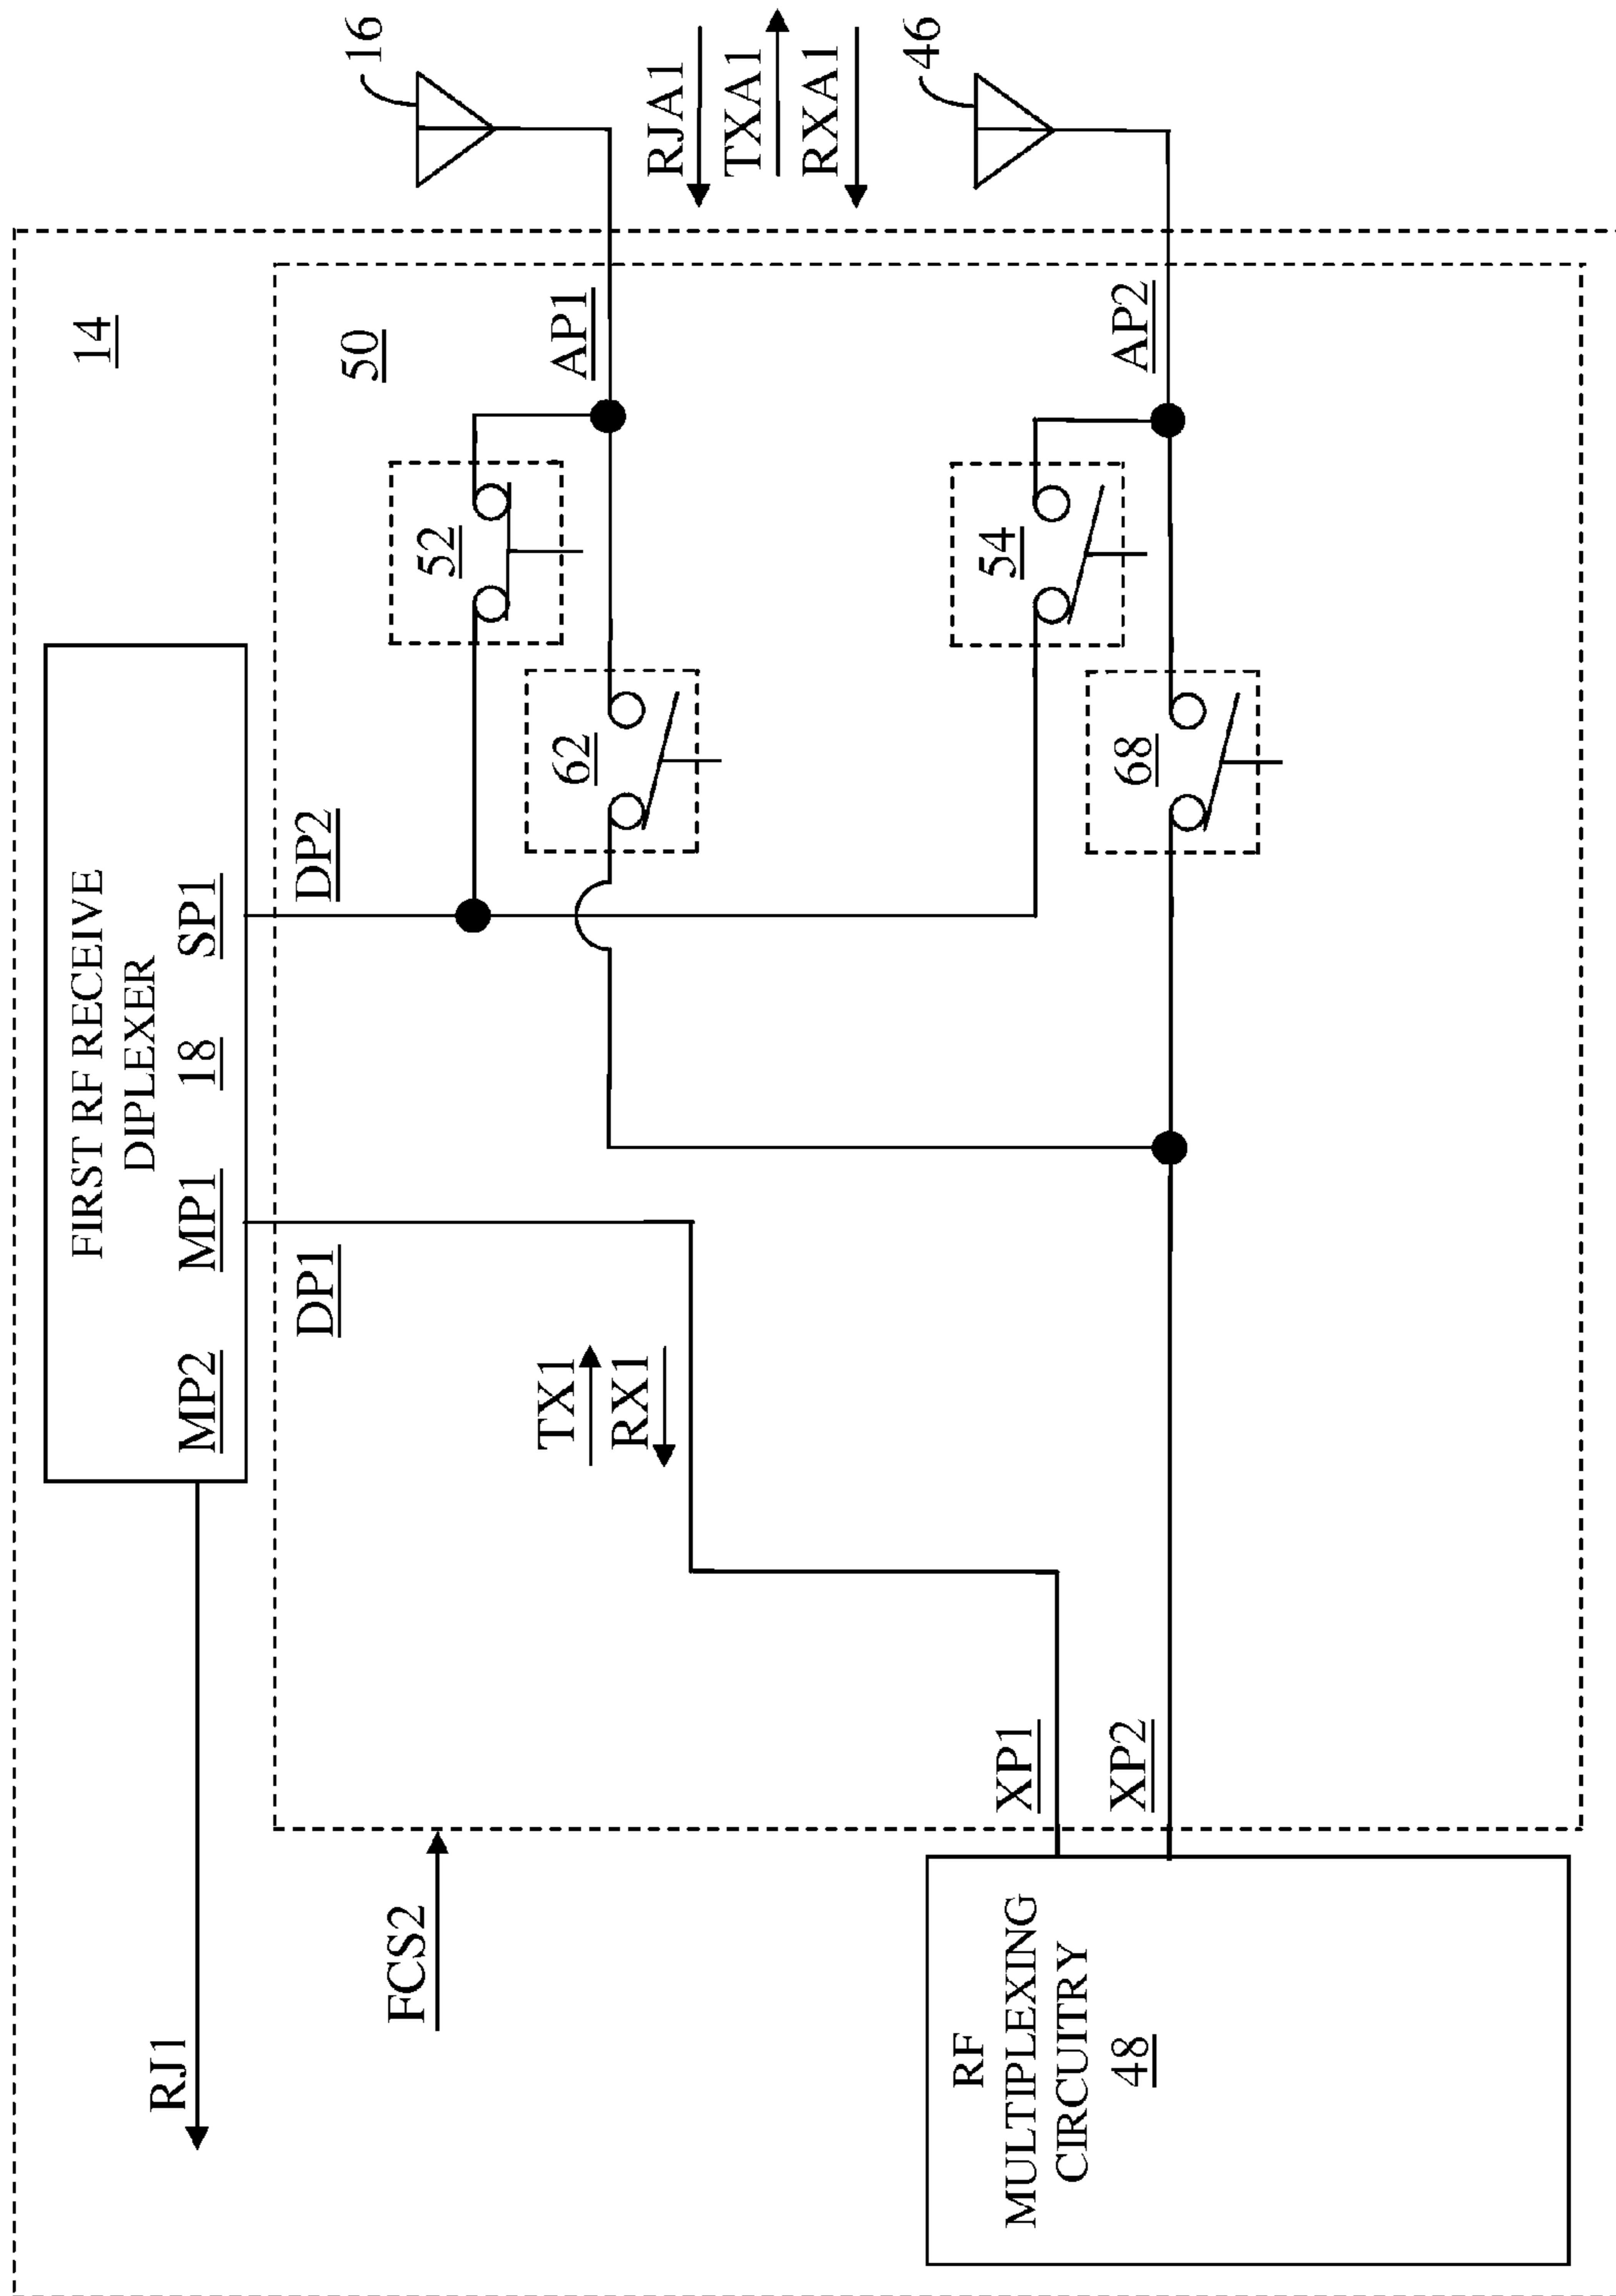 14
RJ1
FIRST RF RECEIVE
DIPLEXER
MP2 MP1 18 SP1
DP1
DP2
50
16
FCS2
52
AP1
TX1
RX1
62
RJA1
TXA1
RXA1
46
54
AP2
XP1
XP2
68
RF
MULTIPLEXING
CIRCUITRY
48